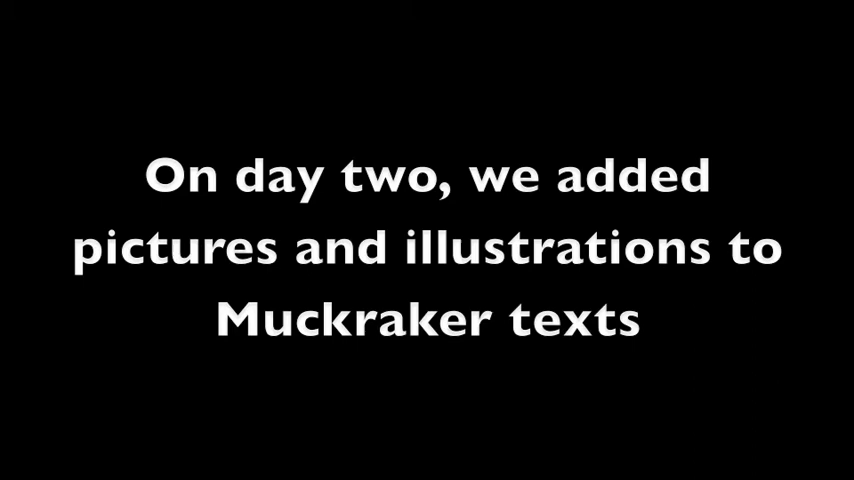 On day two, we added
pictures and illustrations to
Muckraker texts